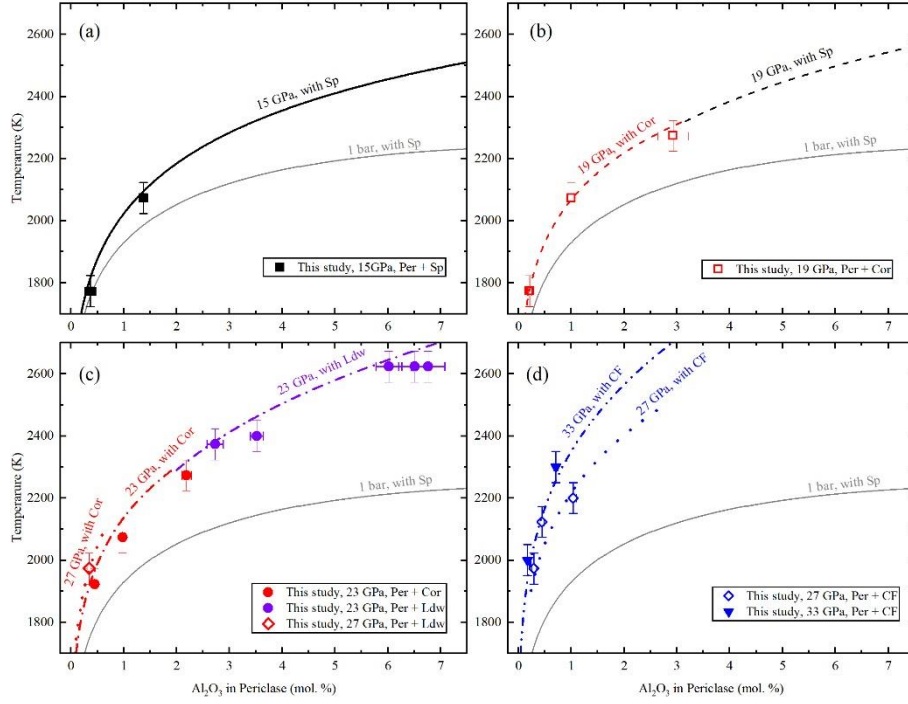 (a)
2600
2400
2200
2000
1800
Temperarure (K)
15 GPa, with Sp
1 bar, with Sp
This study, 15GPa, Per + Sp
0 1 2 3 4 5 6 7
(b)
2600
2400
2200
2000
1800
19 GPa, with Sp
19 GPa, with Cor
1 bar, with Sp
This study, 19 GPa, Per + Cor
0 1 2 3 4 5 6 7
(c)
2600
2400
2200
2000
1800
Temperarure (K)
23 GPa, with Ldw
23 GPa, with Cor
27 GPa, with Cor
1 bar, with Sp
This study, 23 GPa, Per + Cor
This study, 23 GPa, Per + Ldw
This study, 27 GPa, Per + Ldw
0 1 2 3 4 5 6 7
Al₂O₃ in Periclase (mol. %)
(d)
2600
2400
2200
2000
1800
33 GPa, with CF
27 GPa, with CF
1 bar, with Sp
This study, 27 GPa, Per + CF
This study, 33 GPa, Per + CF
0 1 2 3 4 5 6 7
Al₂O₃ in Periclase (mol. %)